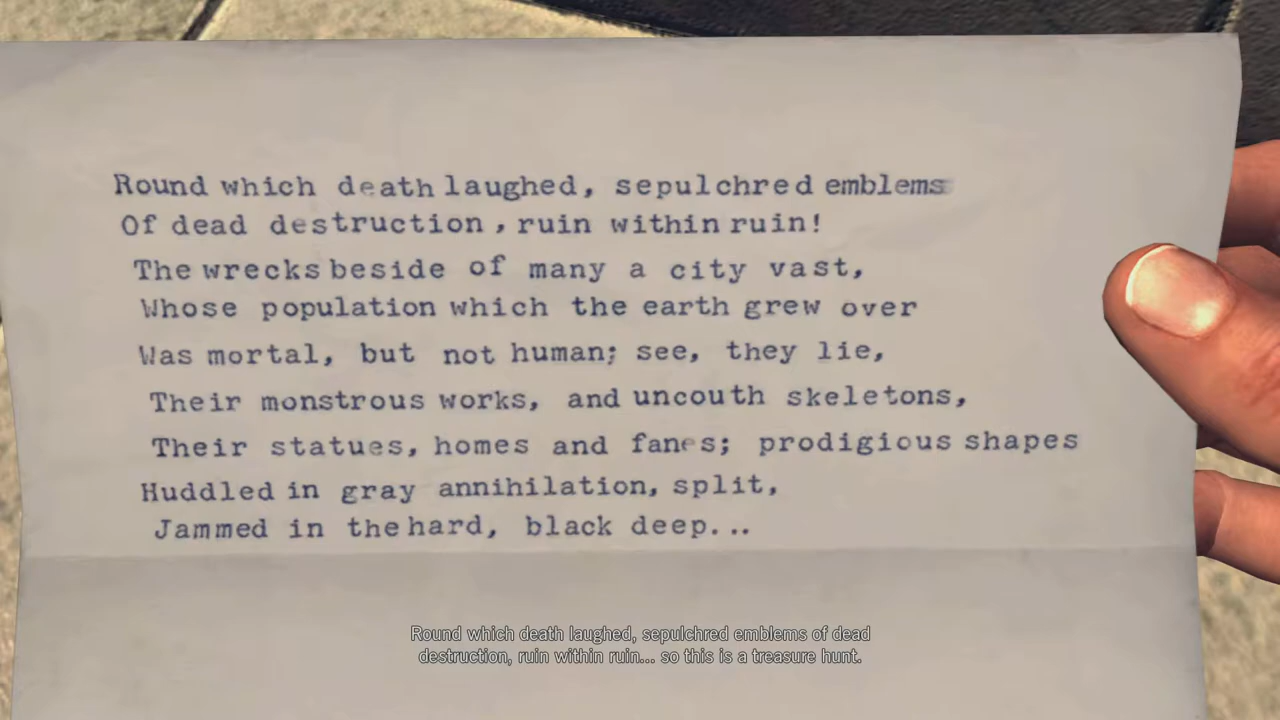 Round which death laughed, sepulchred emblems
Of dead destruction, ruin within ruin!
The wrecks beside of many a city vast,
Whose population which the earth grew over
Was mortal, but not human; see, they lie,
Their monstrous works, and uncouth skeletons,
Their statues, homes and fanes; prodigious shapes
Huddled in gray annihilation, split,
Jammed in the hard, black deep...
Round which death laughed, sepulchred emblems of dead
destruction, ruin within ruin... so this is a treasure hunt.